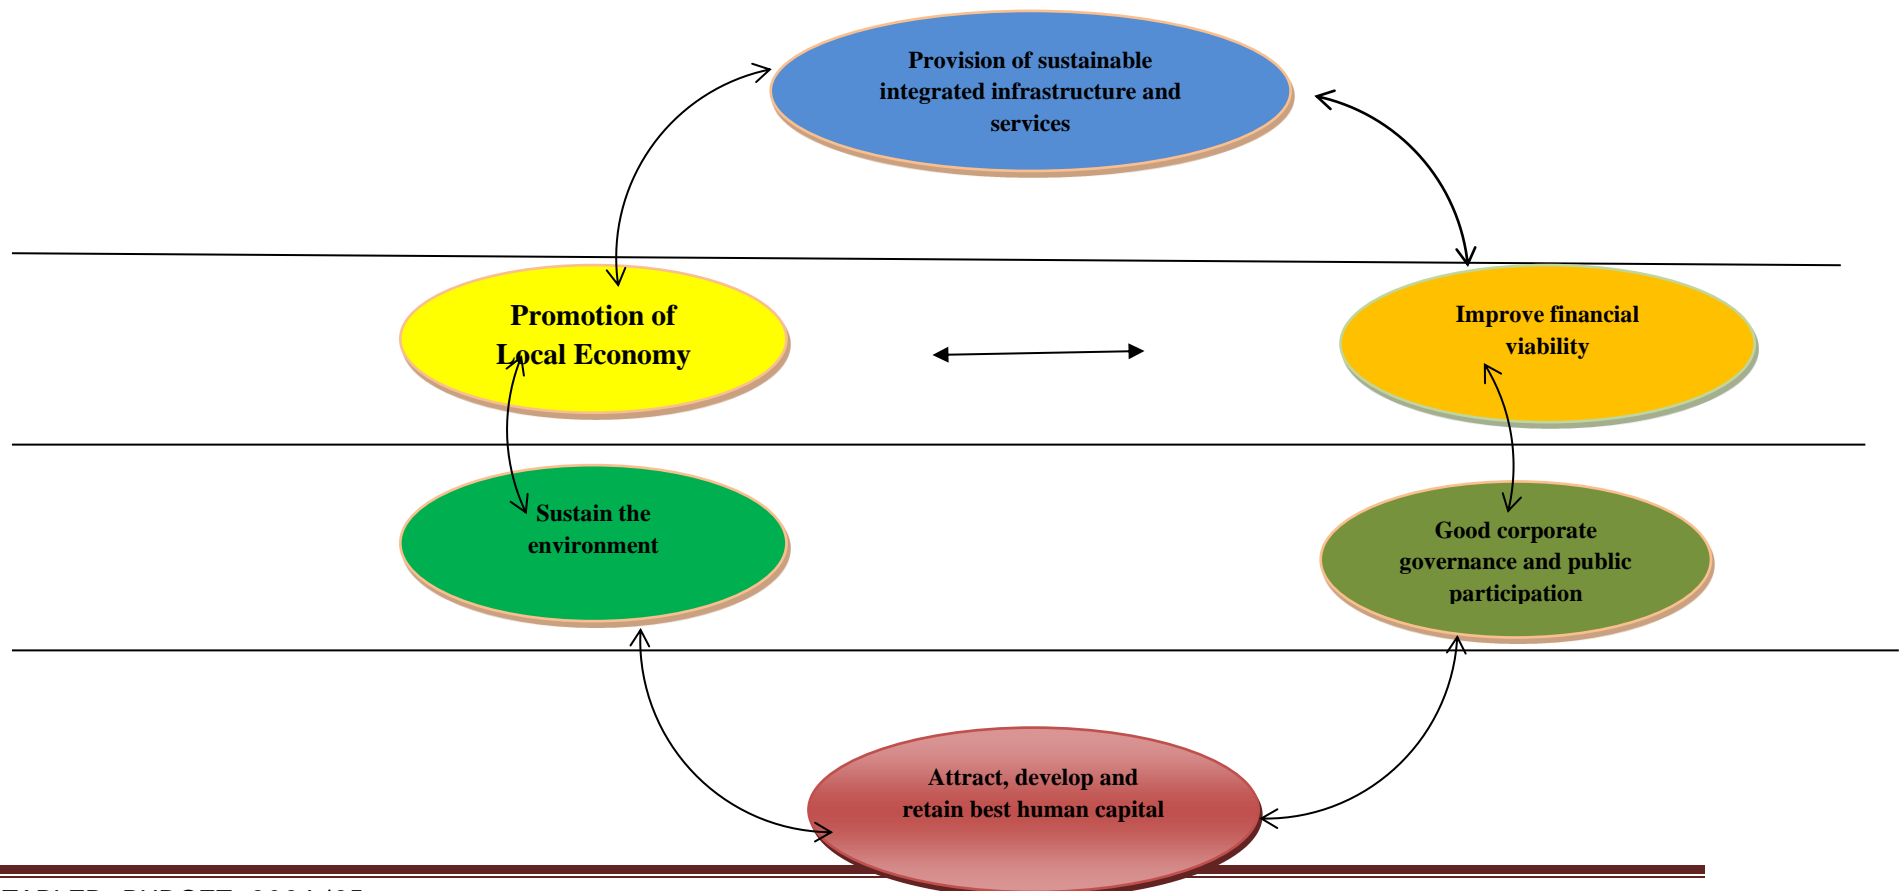 Provision of sustainable
integrated infrastructure and
services
Promotion of
Local Economy
Improve financial
viability
Sustain the
environment
Good corporate
governance and public
participation
Attract, develop and
retain best human capital